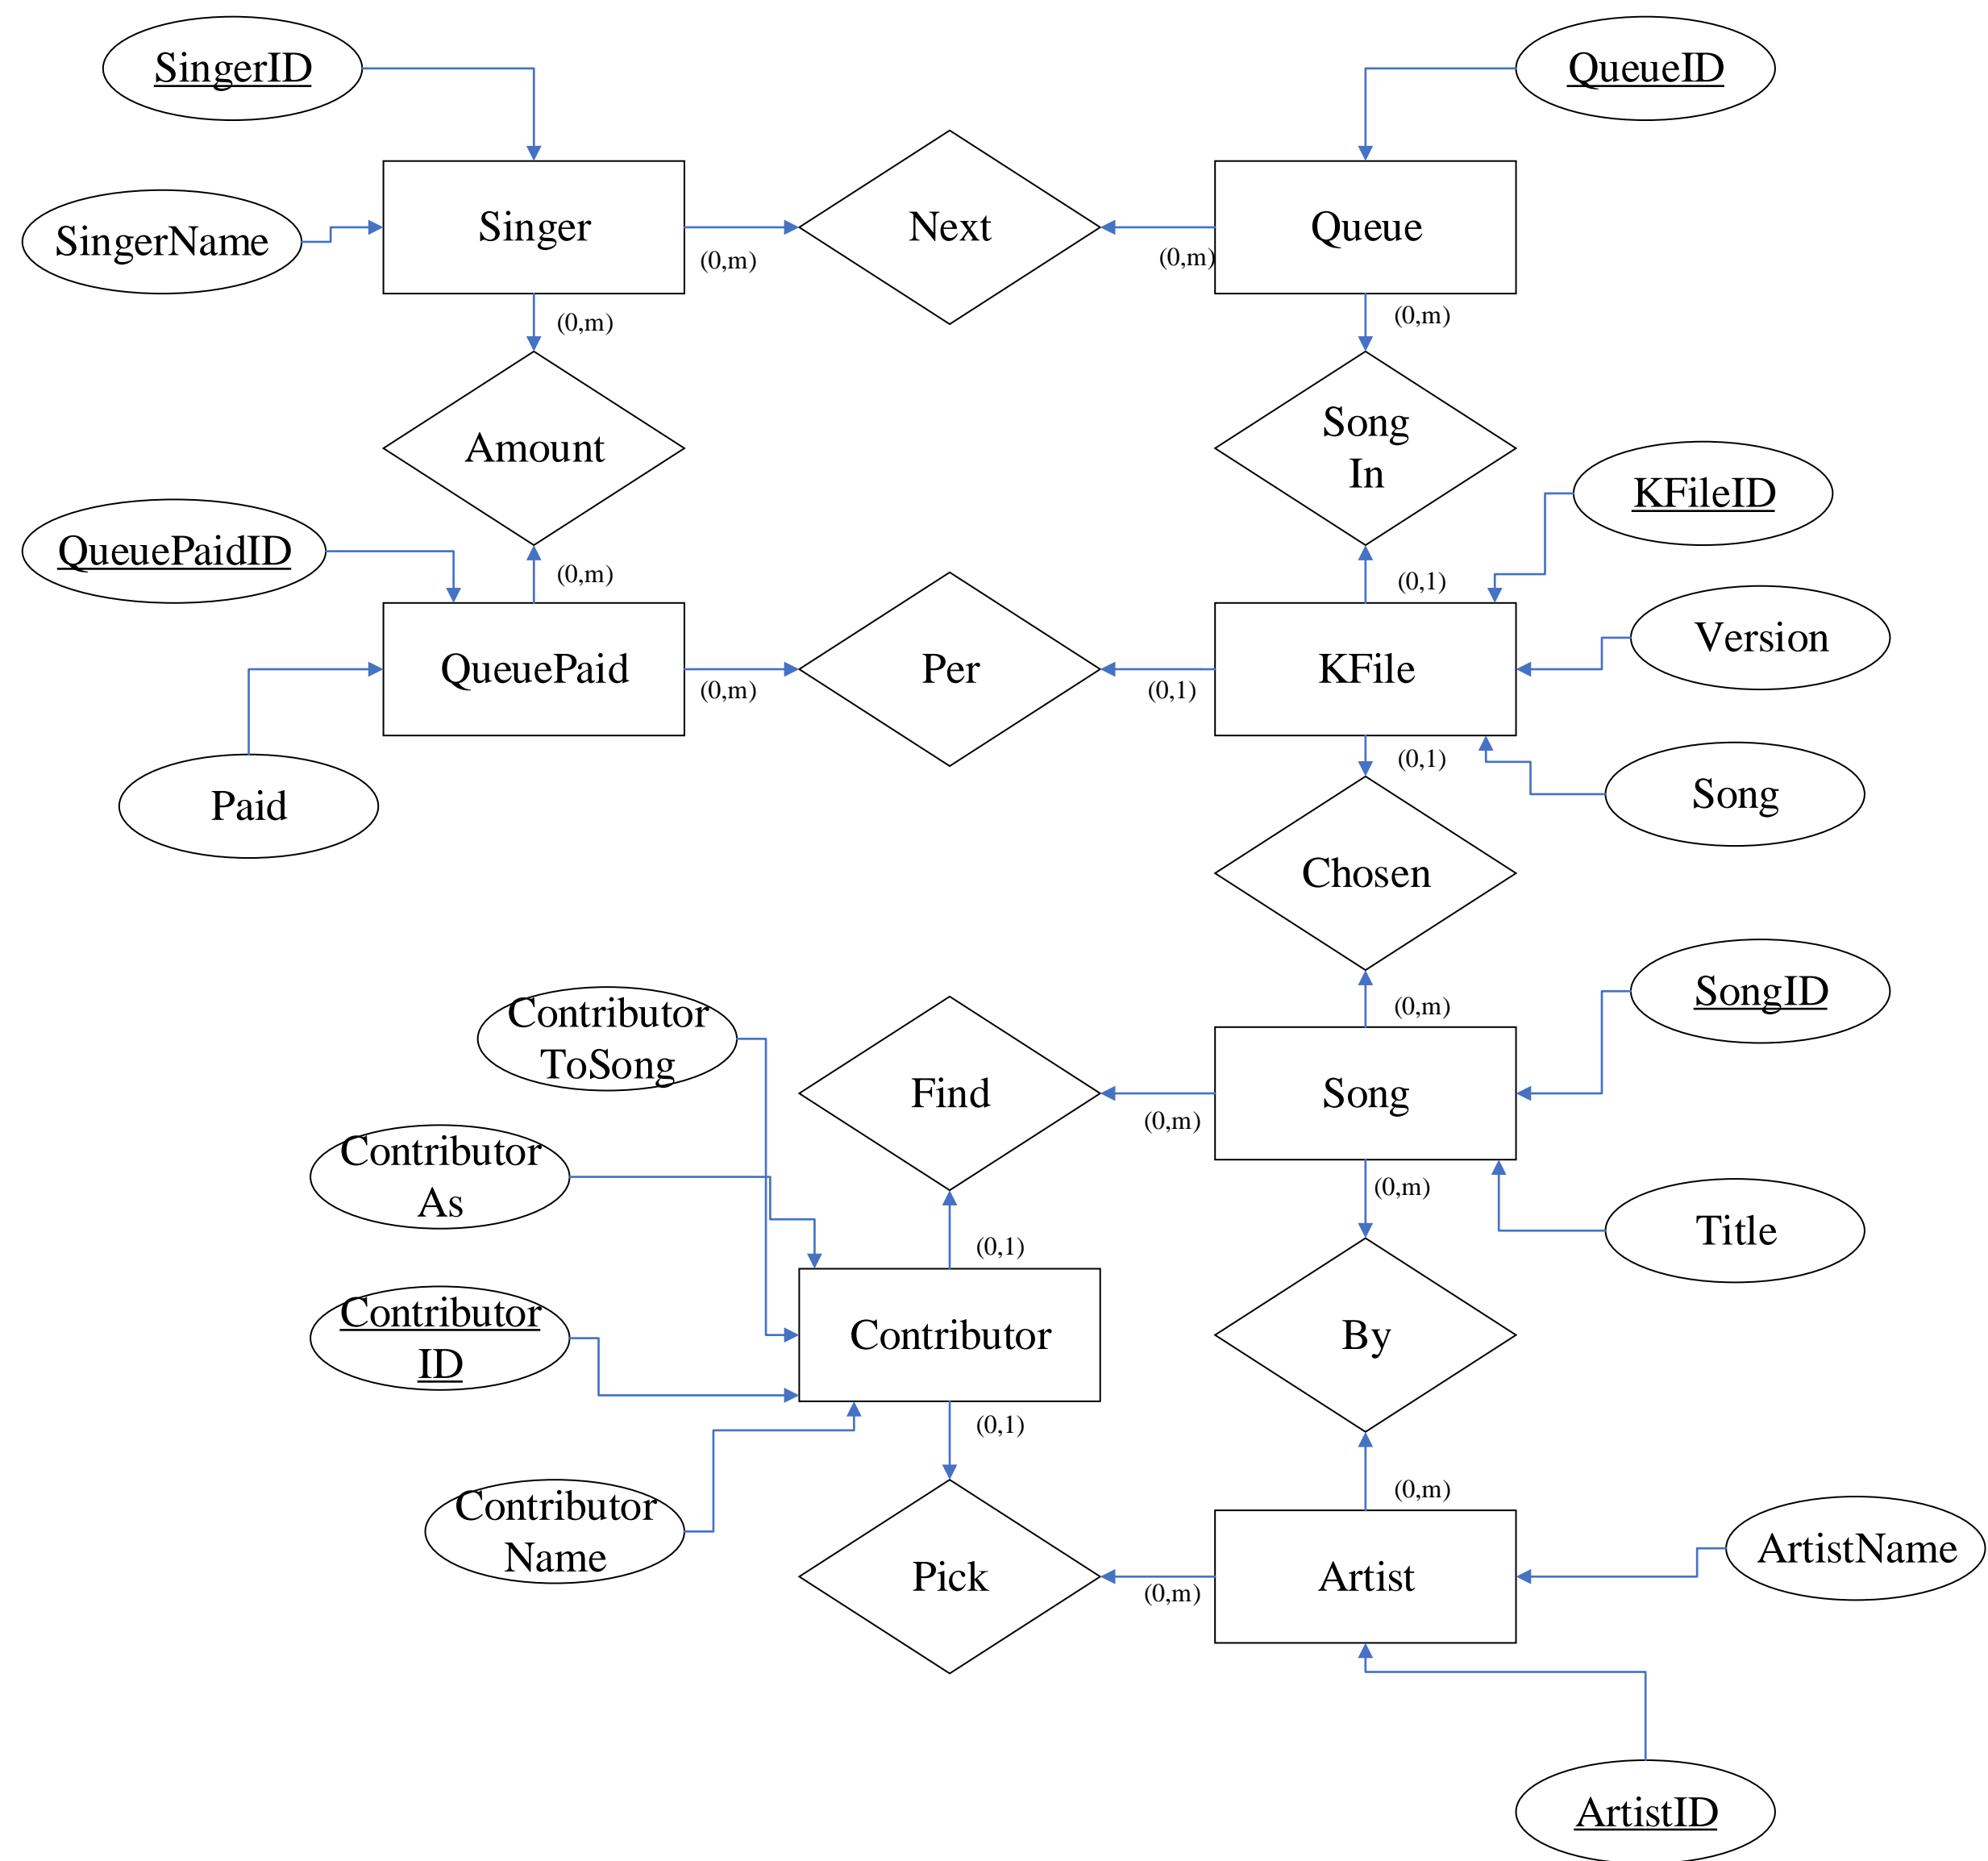 SingerID
QueueID
SingerName
Singer
Next
Queue
(0,m)
(0,m)
(0,m)
(0,m)
Amount
Song
In
KFileID
QueuePaidID
(0,m)
(0,1)
Version
QueuePaid
Per
KFile
(0,m)
(0,1)
(0,1)
Paid
Song
Chosen
SongID
Contributor
ToSong
(0,m)
Find
Song
(0,m)
Contributor
As
(0,m)
Title
(0,1)
Contributor
ID
Contributor
By
(0,1)
Contributor
Name
(0,m)
Pick
Artist
ArtistName
(0,m)
ArtistID